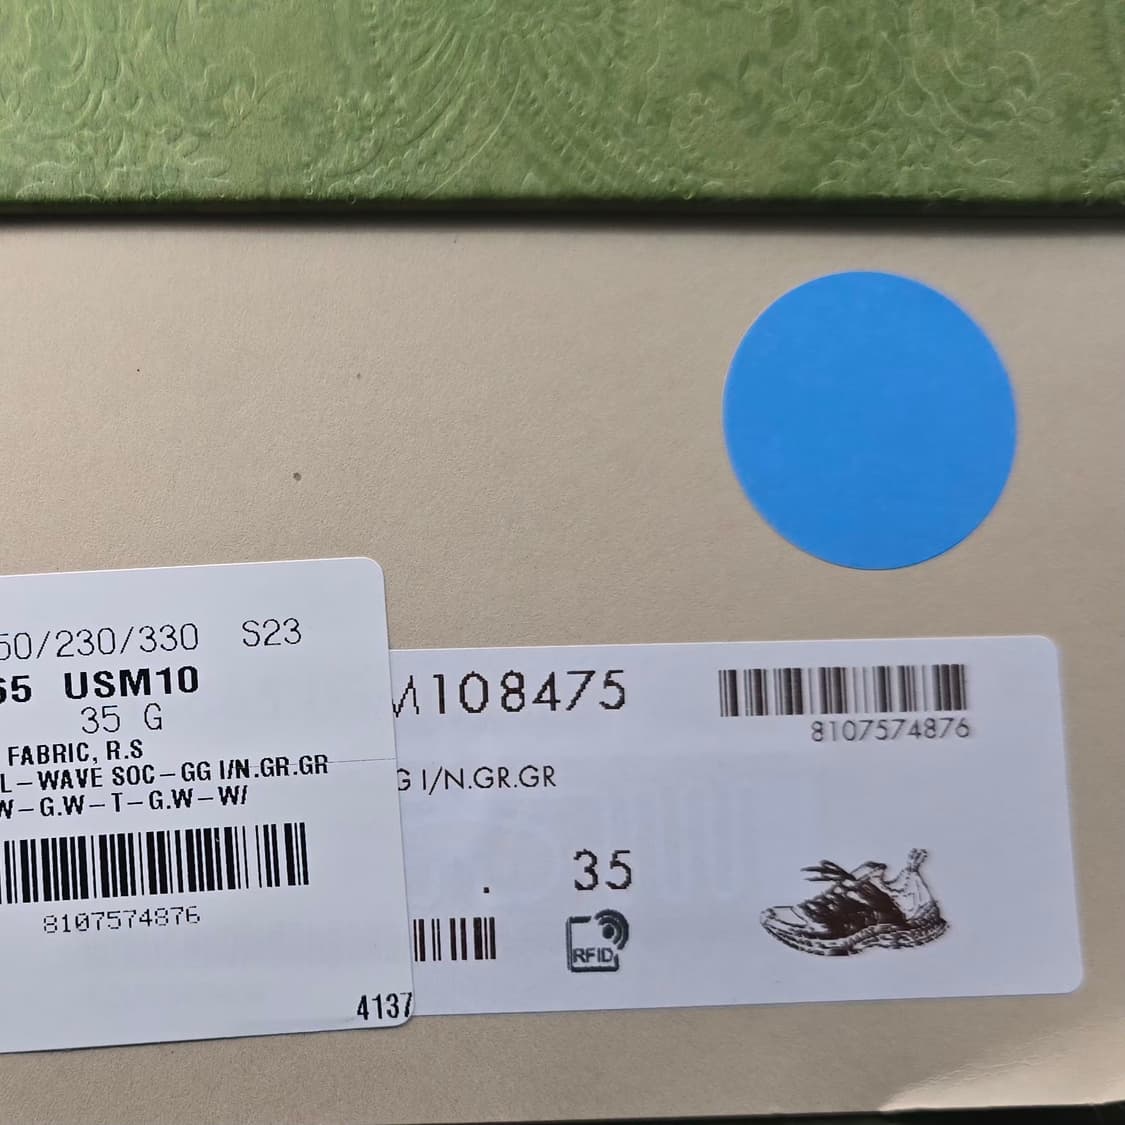 50/230/330 S23
65 USM10
35 G
FABRIC, R.S
L-WAVE SOC-GG I/N.GR.GR
W-G.W-T-G.W-W/
8107574876
4137
M108475
8107574876
G I/N.GR.GR
. 35
RFID